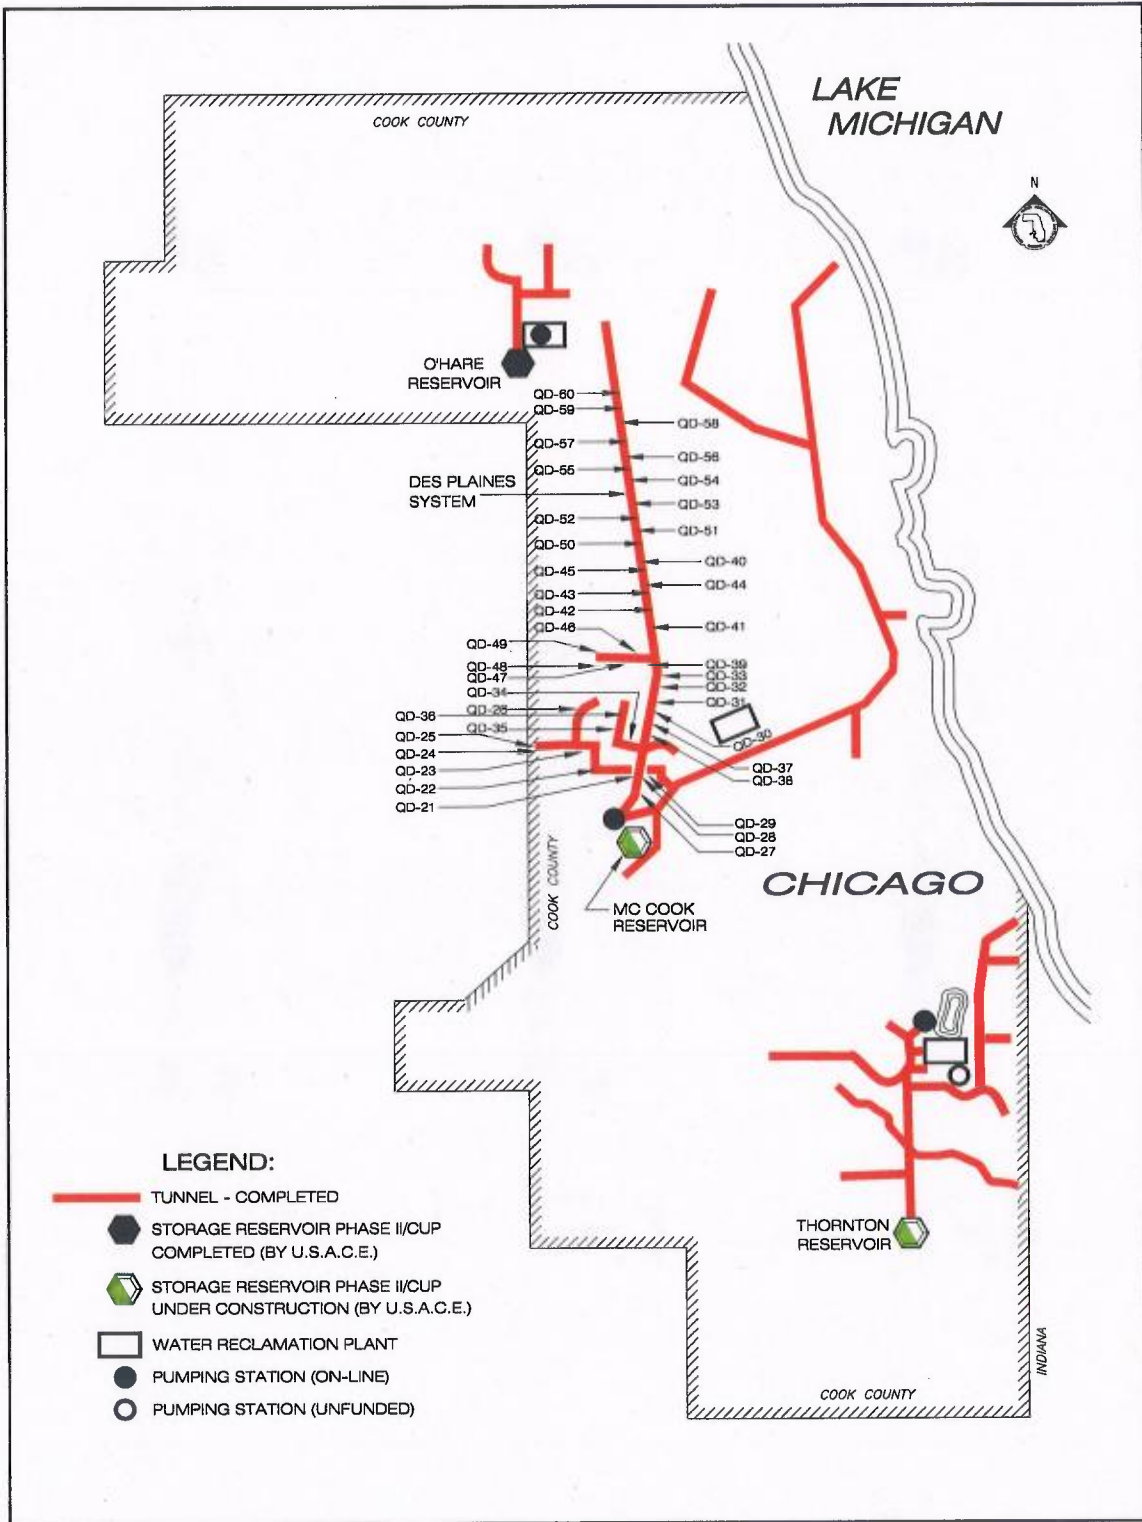 LAKE
MICHIGAN
COOK COUNTY
N
O'HARE
RESERVOIR
QD-60
QD-59
QD-58
QD-57
QD-56
QD-55
QD-54
DES PLAINES
SYSTEM
QD-53
QD-52
QD-51
QD-50
QD-40
QD-45
QD-44
QD-43
QD-42
QD-41
QD-46
QD-49
QD-48
QD-47
QD-39
QD-33
QD-32
QD-34
QD-31
QD-26
QD-36
QD-35
QD-25
QD-24
QD-30
QD-23
QD-37
QD-38
QD-22
QD-21
QD-29
QD-28
QD-27
COOK COUNTY
CHICAGO
MC COOK
RESERVOIR
THORNTON
RESERVOIR
LEGEND:
TUNNEL - COMPLETED
STORAGE RESERVOIR PHASE II/CUP
COMPLETED (BY U.S.A.C.E.)
STORAGE RESERVOIR PHASE II/CUP
UNDER CONSTRUCTION (BY U.S.A.C.E.)
WATER RECLAMATION PLANT
PUMPING STATION (ON-LINE)
PUMPING STATION (UNFUNDED)
INDIANA
COOK COUNTY